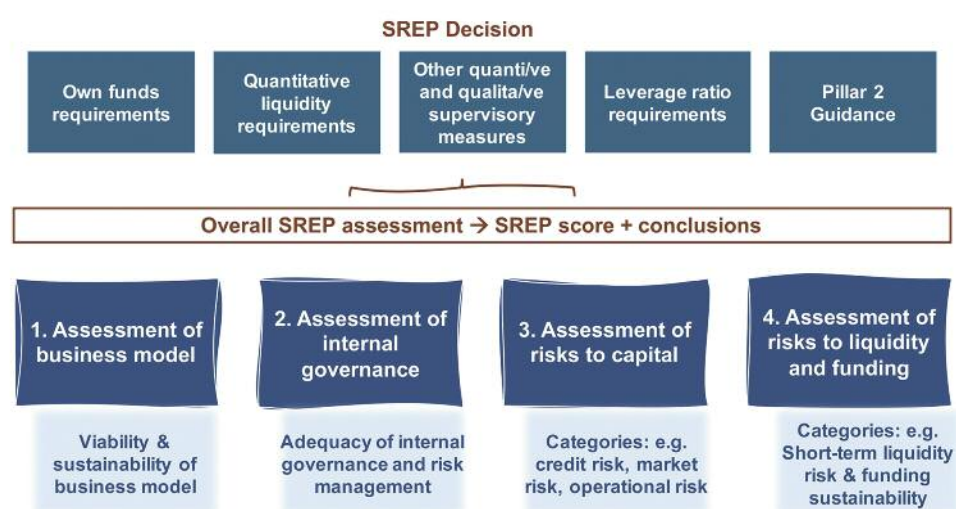 SREP Decision
Own funds
requirements
Quantitative
liquidity
requirements
Other quanti/ve
and qualita/ve
supervisory
measures
Leverage ratio
requirements
Pillar 2
Guidance
Overall SREP assessment → SREP score + conclusions
1. Assessment of
business model
2. Assessment of
internal
governance
3. Assessment of
risks to capital
4. Assessment of
risks to liquidity
and funding
Viability &
sustainability of
business model
Adequacy of internal
governance and risk
management
Categories: e.g.
credit risk, market
risk, operational risk
Categories: e.g.
Short-term liquidity
risk & funding
sustainability